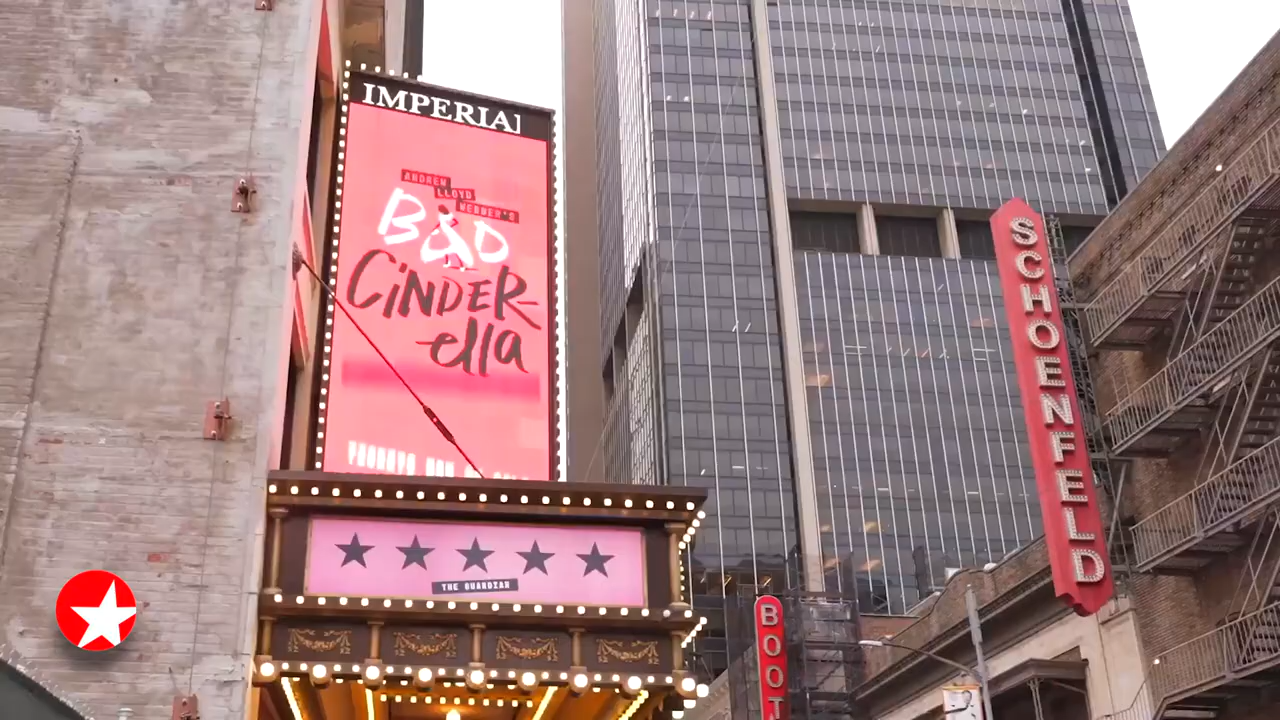 IMPERIAL
ANDREW
LLOYD
WEBBER'S
BAD
CiNDER-
ella
THE GUARDIAN
SCHOENFELD
BOOT